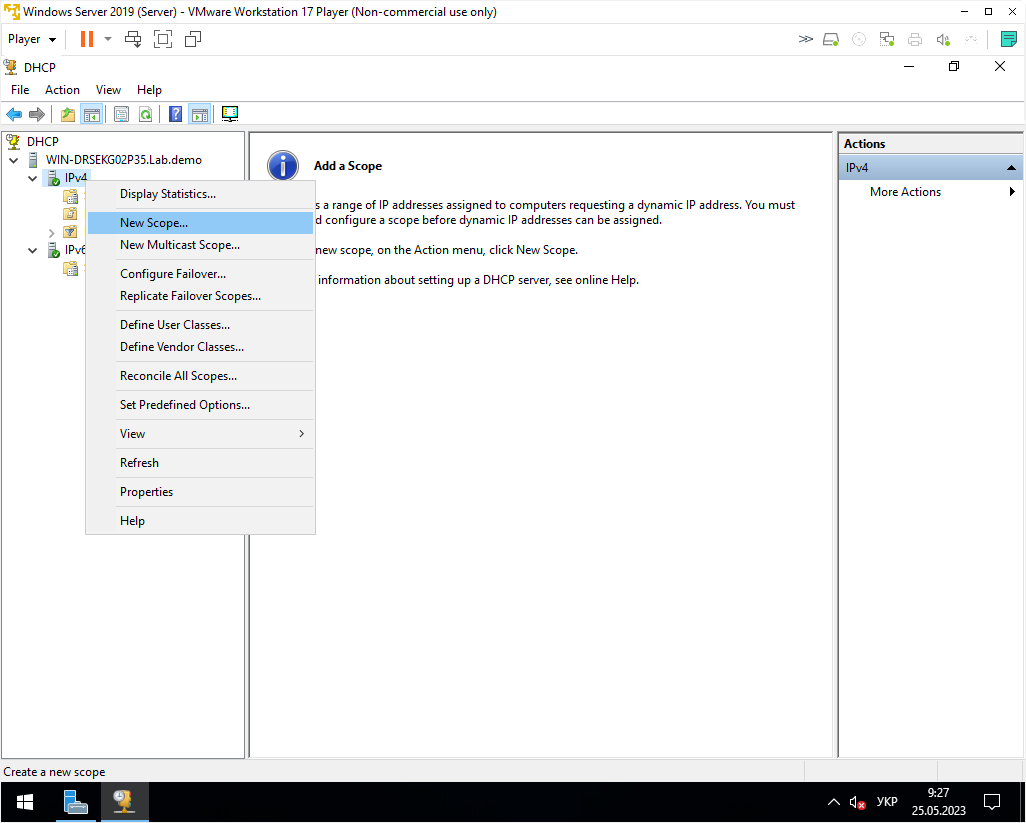 Windows Server 2019 (Server) - VMware Workstation 17 Player (Non-commercial use only)
Player
DHCP
File Action View Help
DHCP
WIN-DRSEKG02P35.Lab.demo
IPv4
IPv6
Display Statistics...
New Scope...
New Multicast Scope...
Configure Failover...
Replicate Failover Scopes...
Define User Classes...
Define Vendor Classes...
Reconcile All Scopes...
Set Predefined Options...
View
Refresh
Properties
Help
Add a Scope
s a range of IP addresses assigned to computers requesting a dynamic IP address. You must
d configure a scope before dynamic IP addresses can be assigned.
new scope, on the Action menu, click New Scope.
information about setting up a DHCP server, see online Help.
Actions
IPv4
More Actions
Create a new scope
УКР
9:27
25.05.2023